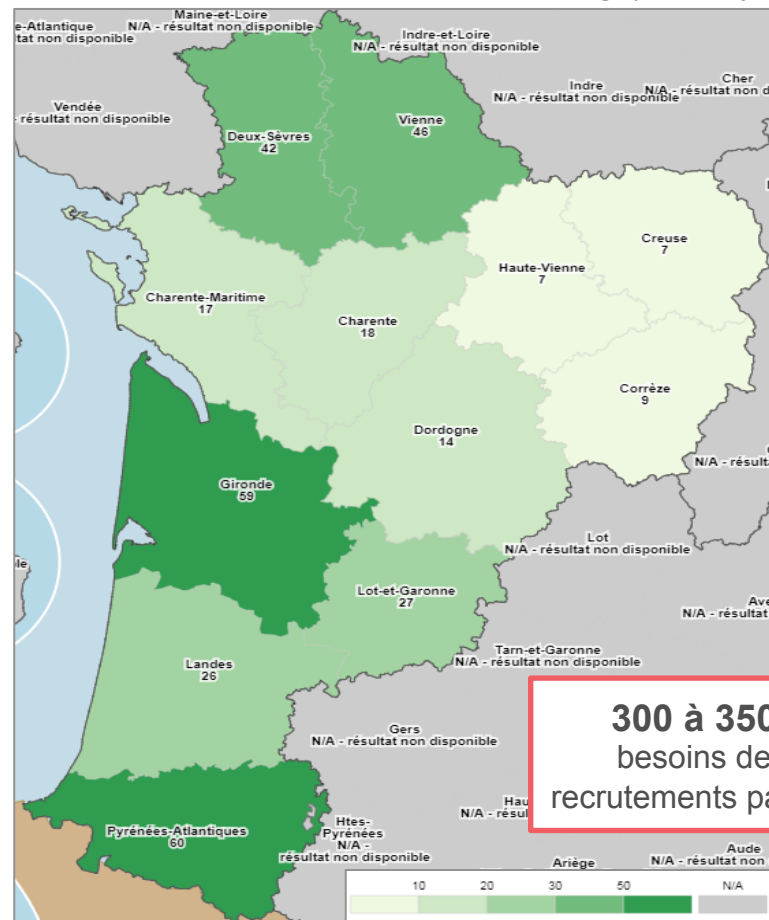 Maine-et-Loire
N/A - résultat non disponible
e-Atlantique
tat non disponible
Indre-et-Loire
N/A - résultat non disponible
Cher
N/A - résultat non d
Indre
N/A - résultat non disponible
Vendée
résultat non disponible
Deux-Sèvres
42
Vienne
46
Creuse
7
Haute-Vienne
7
Charente-Maritime
17
Charente
18
Corrèze
9
Dordogne
14
N/A - résulta
Gironde
59
Lot
N/A - résultat non disponible
Lot-et-Garonne
27
Ave
N/A - résultat
Tarn-et-Garonne
N/A - résultat non disponible
Landes
26
Gers
N/A - résultat non disponible
300 à 350
besoins de
recrutements pa
Hau
N/A - résul
Pyrénées-Atlantiques
60
Htes-
Pyrénées
N/A -
résultat non disponible
Ariège
Aude
N/A - résultat non
10 20 30 50 N/A